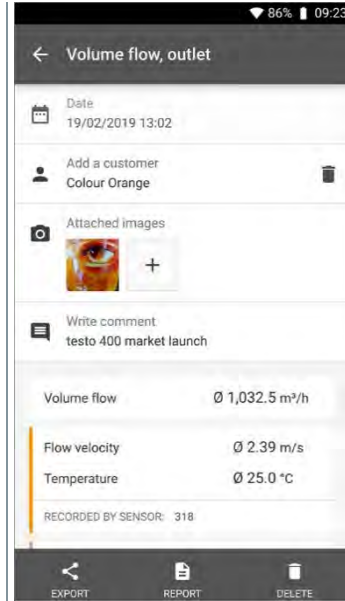 86% 09:23
Volume flow, outlet
Date
19/02/2019 13:02
Add a customer
Colour Orange
Attached images
+
Write comment
testo 400 market launch
Volume flow Ø 1,032.5 m³/h
Flow velocity Ø 2.39 m/s
Temperature Ø 25.0 °C
RECORDED BY SENSOR: 318
EXPORT REPORT DELETE